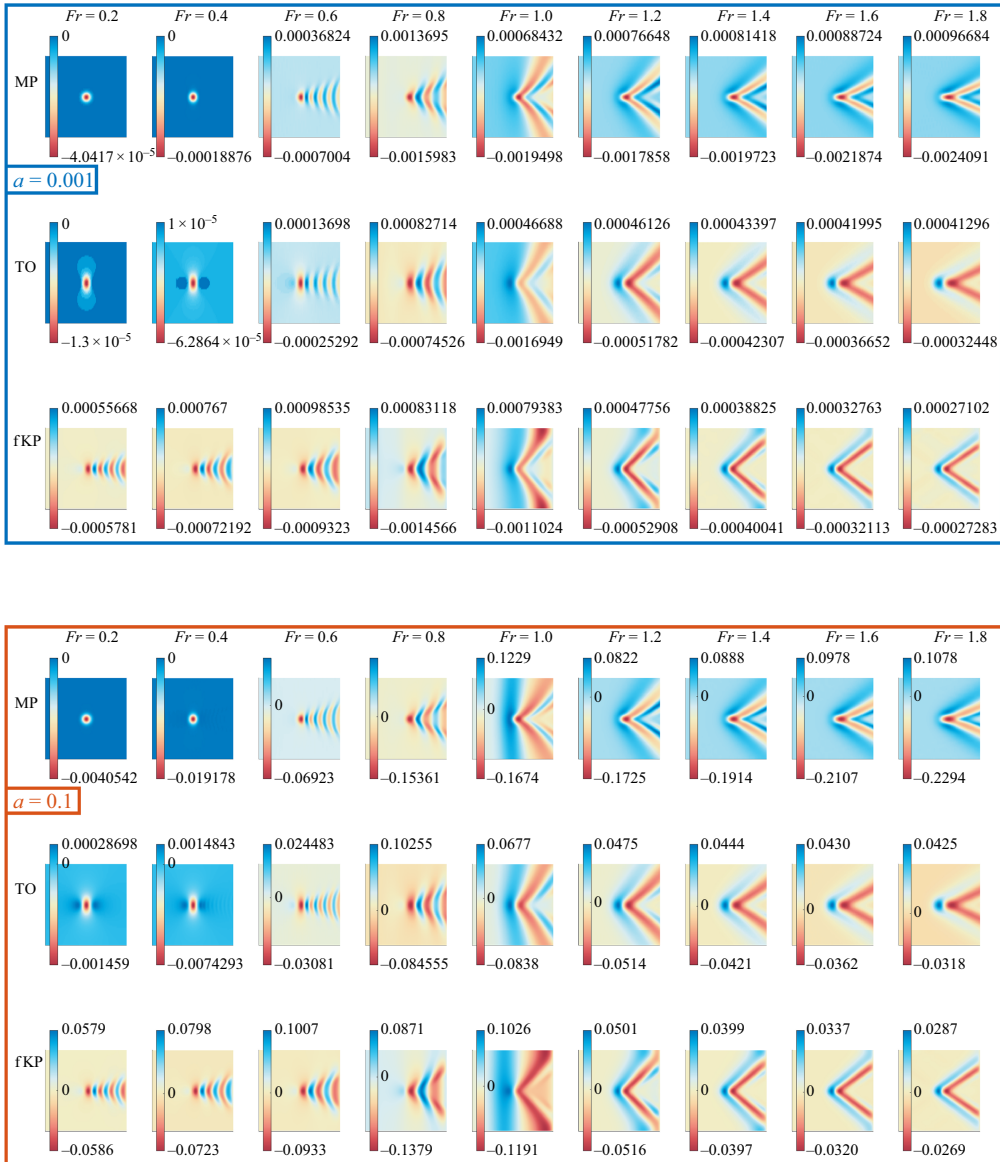 Fr = 0.2 Fr = 0.4 Fr = 0.6 Fr = 0.8 Fr = 1.0 Fr = 1.2 Fr = 1.4 Fr = 1.6 Fr = 1.8
0 0 0.00036824 0.0013695 0.00068432 0.00076648 0.00081418 0.00088724 0.00096684
MP
−4.0417 × 10⁻⁵ −0.00018876 −0.0007004 −0.0015983 −0.0019498 −0.0017858 −0.0019723 −0.0021874 −0.0024091
a = 0.001
0 1 × 10⁻⁵ 0.00013698 0.00082714 0.00046688 0.00046126 0.00043397 0.00041995 0.00041296
TO
−1.3 × 10⁻⁵ −6.2864 × 10⁻⁵ −0.00025292 −0.00074526 −0.0016949 −0.00051782 −0.00042307 −0.00036652 −0.00032448
0.00055668 0.000767 0.00098535 0.00083118 0.00079383 0.00047756 0.00038825 0.00032763 0.00027102
fKP
−0.0005781 −0.00072192 −0.0009323 −0.0014566 −0.0011024 −0.00052908 −0.00040041 −0.00032113 −0.00027283
Fr = 0.2 Fr = 0.4 Fr = 0.6 Fr = 0.8 Fr = 1.0 Fr = 1.2 Fr = 1.4 Fr = 1.6 Fr = 1.8
0 0 0.1229 0.0822 0.0888 0.0978 0.1078
MP 0 0 0 0 0 0 0
−0.0040542 −0.019178 −0.06923 −0.15361 −0.1674 −0.1725 −0.1914 −0.2107 −0.2294
a = 0.1
0.00028698 0.0014843 0.024483 0.10255 0.0677 0.0475 0.0444 0.0430 0.0425
0 0
TO 0 0 0 0 0 0 0
−0.001459 −0.0074293 −0.03081 −0.084555 −0.0838 −0.0514 −0.0421 −0.0362 −0.0318
0.0579 0.0798 0.1007 0.0871 0.1026 0.0501 0.0399 0.0337 0.0287
fKP 0 0 0 0 0 0 0 0 0
−0.0586 −0.0723 −0.0933 −0.1379 −0.1191 −0.0516 −0.0397 −0.0320 −0.0269